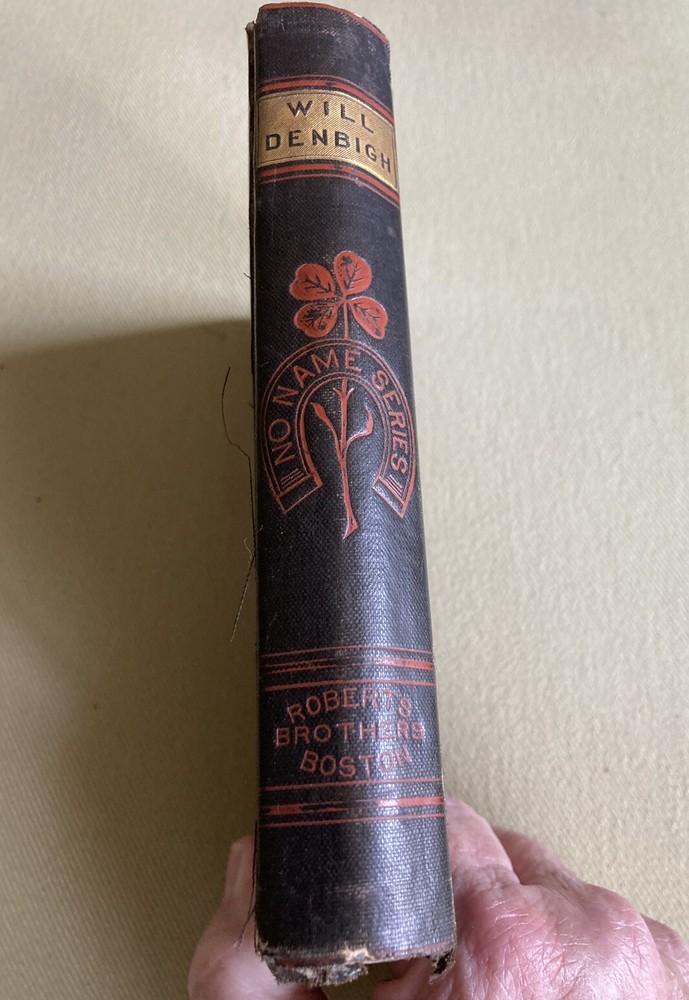 WILL
DENBIGH
NO NAME SERIES
ROBERTS
BROTHERS
BOSTON